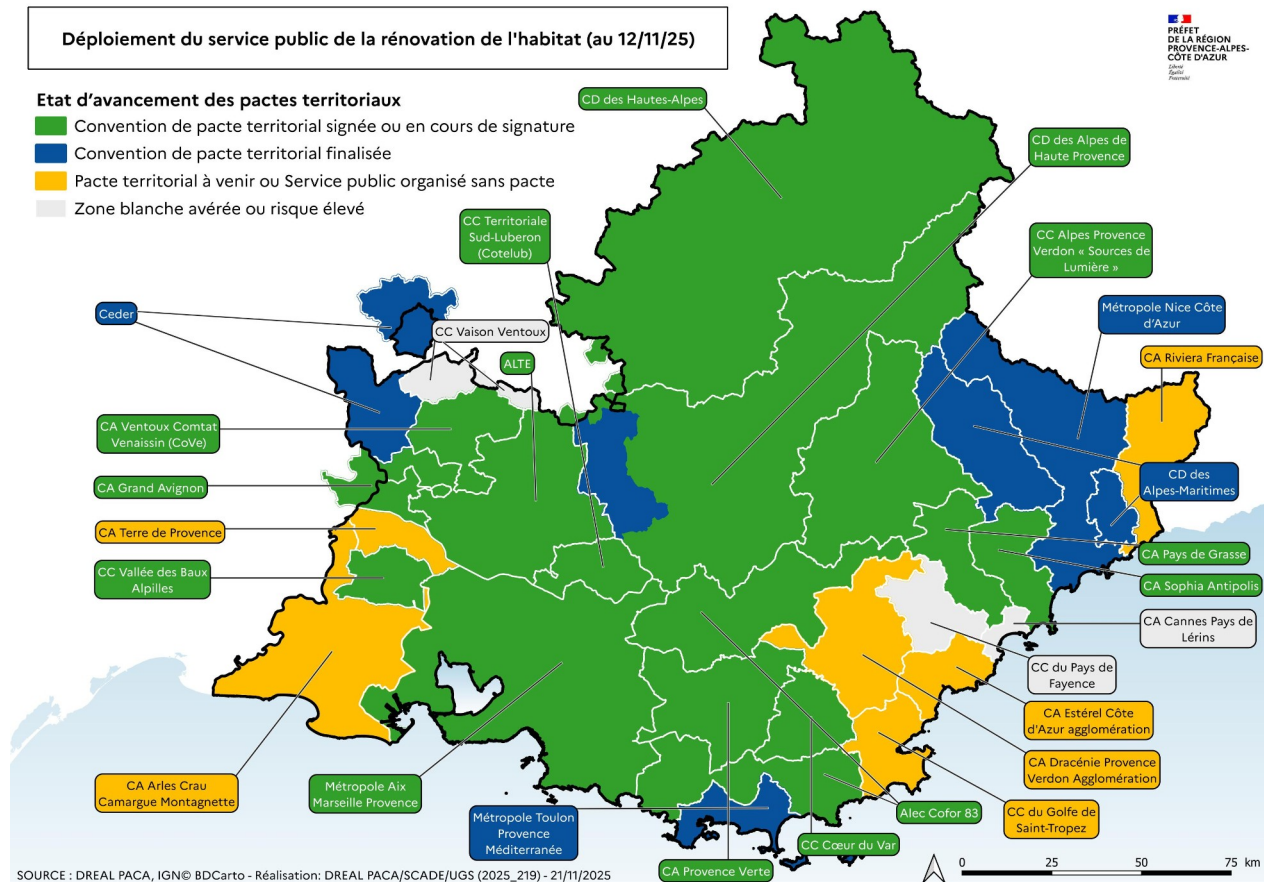 Déploiement du service public de la rénovation de l'habitat (au 12/11/25)
PRÉFET
DE LA RÉGION
PROVENCE-ALPES-
CÔTE D'AZUR
Liberté
Égalité
Fraternité
Etat d’avancement des pactes territoriaux
Convention de pacte territorial signée ou en cours de signature
Convention de pacte territorial finalisée
Pacte territorial à venir ou Service public organisé sans pacte
Zone blanche avérée ou risque élevé
CD des Hautes-Alpes
CD des Alpes de
Haute Provence
CC Territoriale
Sud-Luberon
(Cotelub)
CC Alpes Provence
Verdon « Sources de
Lumière »
Ceder
CC Vaison Ventoux
Métropole Nice Côte
d’Azur
ALTE
CA Riviera Française
CA Ventoux Comtat
Venaissin (CoVe)
CA Grand Avignon
CD des
Alpes-Maritimes
CA Terre de Provence
CA Pays de Grasse
CC Vallée des Baux
Alpilles
CA Sophia Antipolis
CA Cannes Pays de
Lérins
CC du Pays de
Fayence
CA Estérel Côte
d’Azur agglomération
CA Dracénie Provence
Verdon Agglomération
CA Arles Crau
Camargue Montagnette
Métropole Aix
Marseille Provence
Métropole Toulon
Provence
Méditerranée
Alec Cofor 83
CC du Golfe de
Saint-Tropez
CC Cœur du Var
CA Provence Verte
0 25 50 75 km
SOURCE : DREAL PACA, IGN© BDCarto - Réalisation: DREAL PACA/SCADE/UGS (2025_219) - 21/11/2025